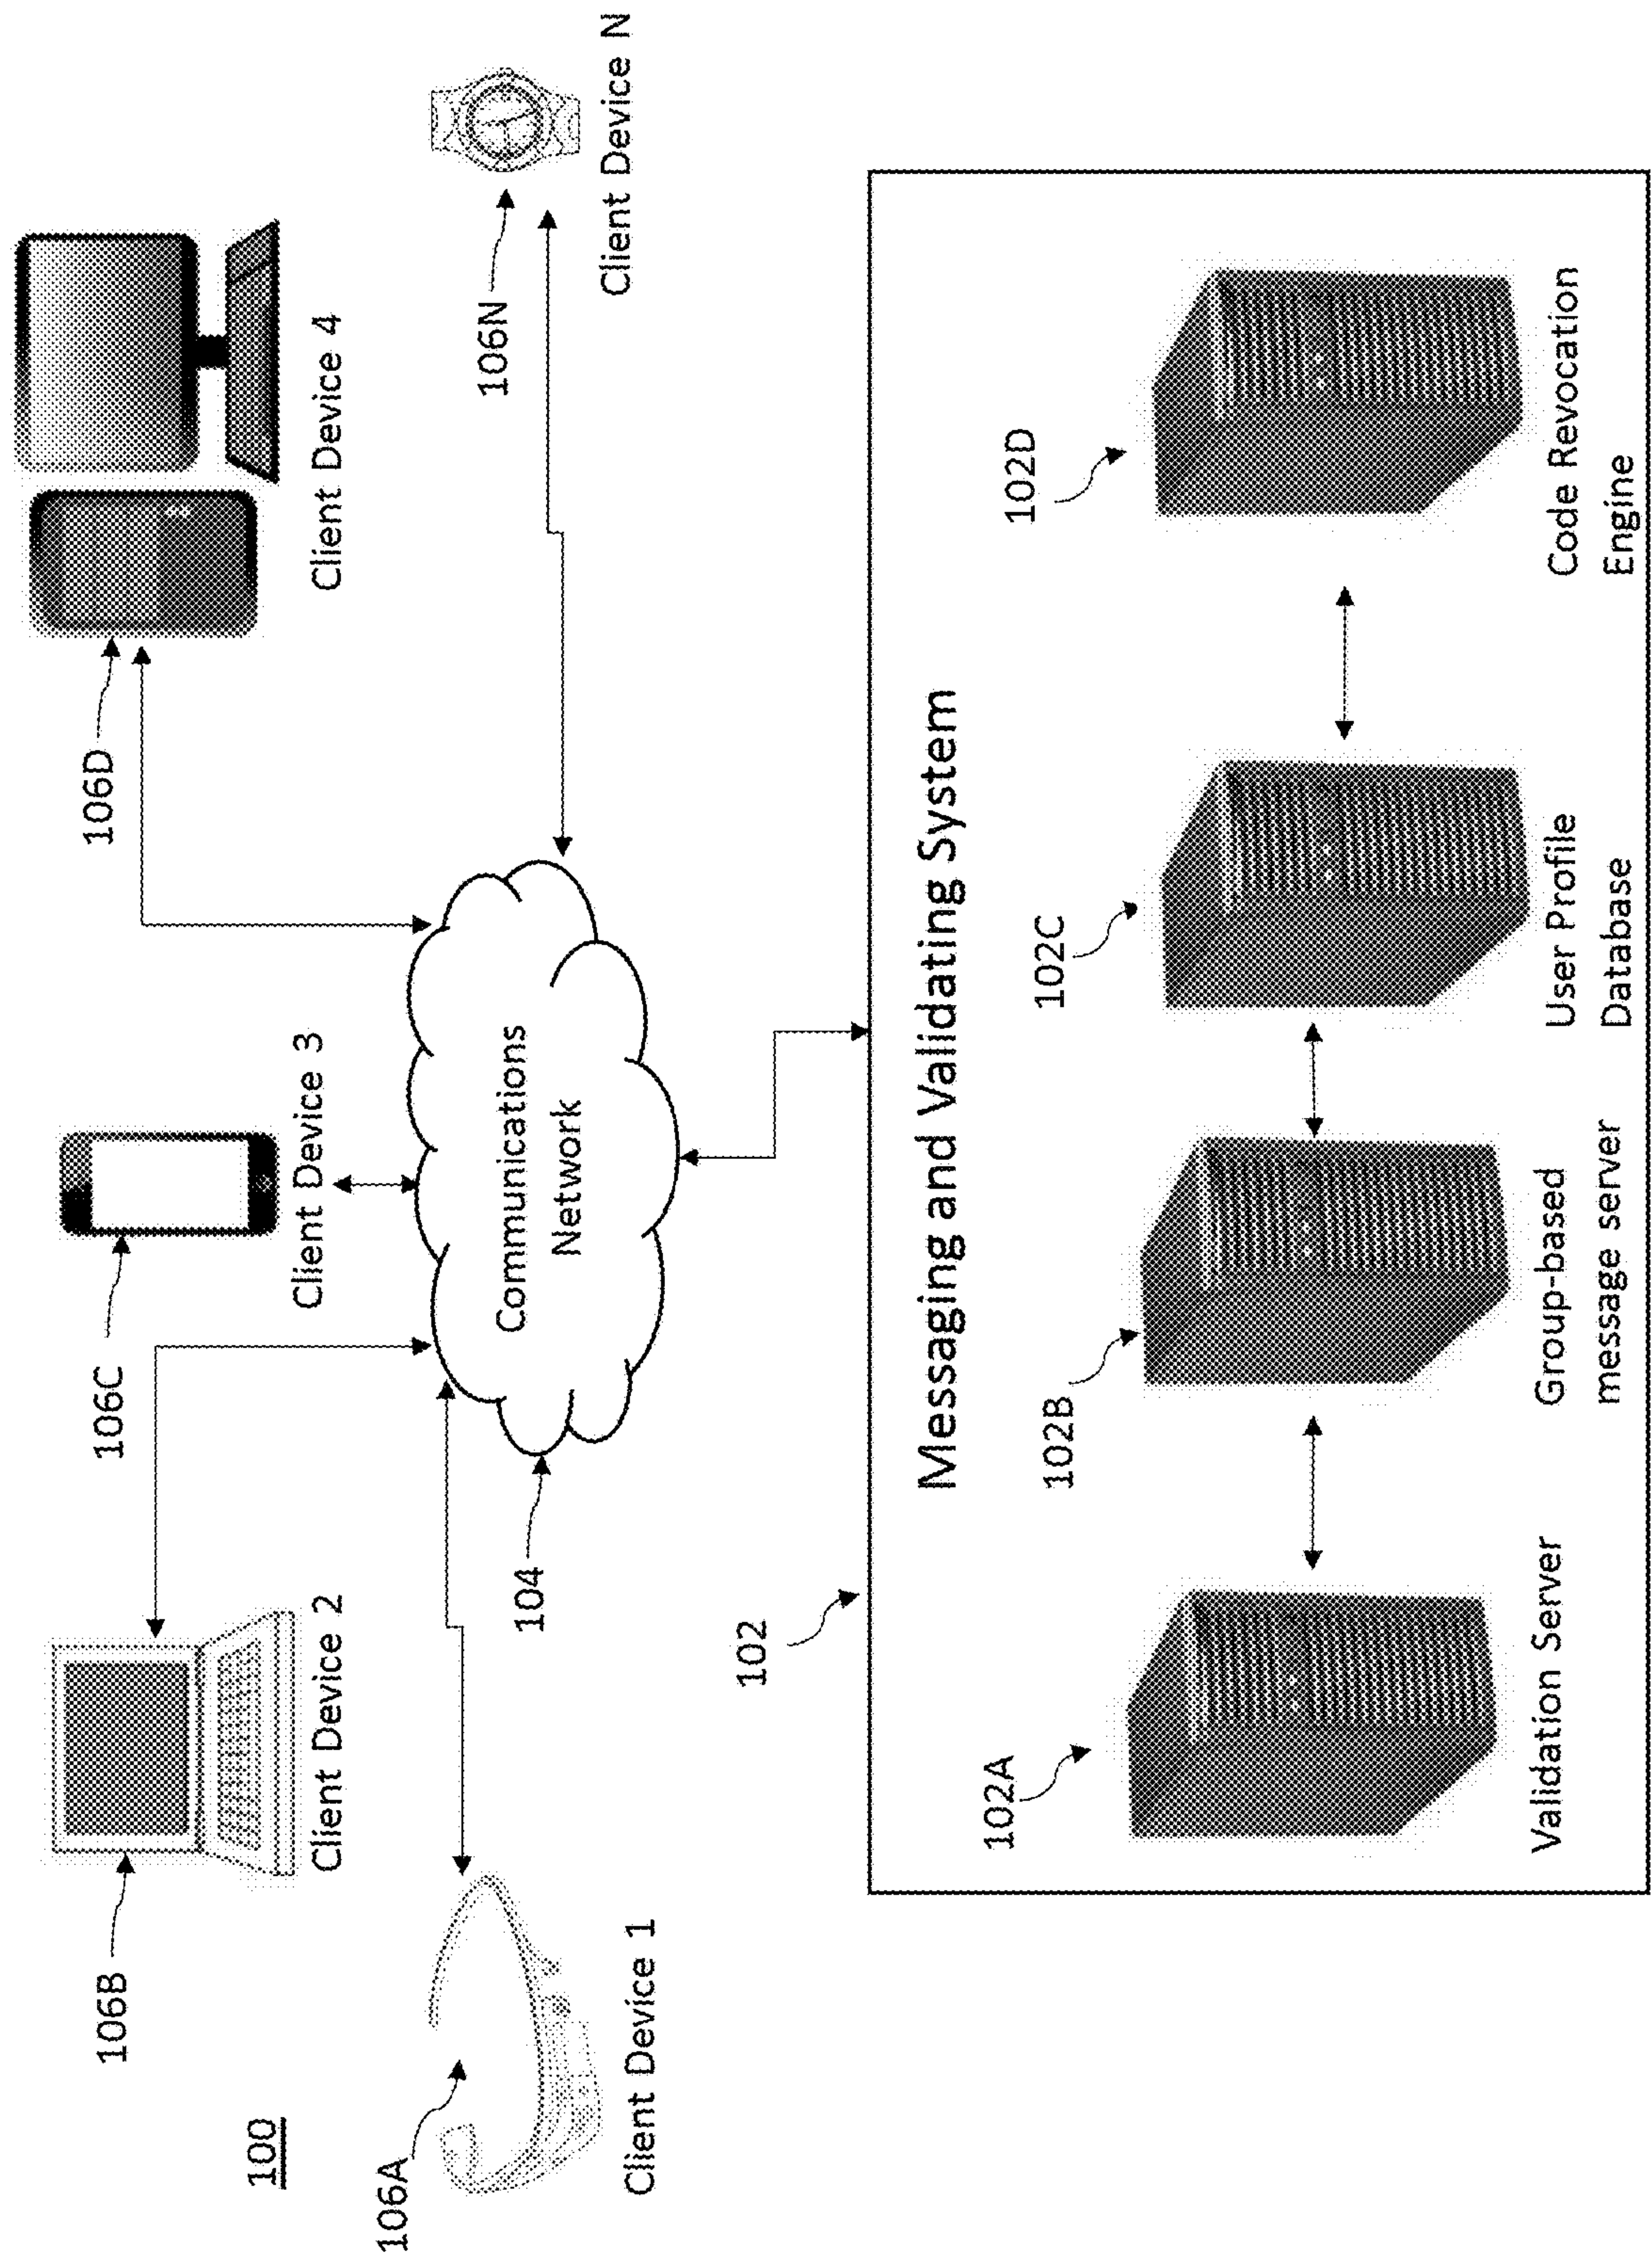 100
106A
Client Device 1
106B
Client Device 2
106C
Client Device 3
106D
Client Device 4
106N
Client Device N
104
Communications
Network
102
Messaging and Validating System
102A
Validation Server
102B
Group-based
message server
102C
User Profile
Database
102D
Code Revocation
Engine